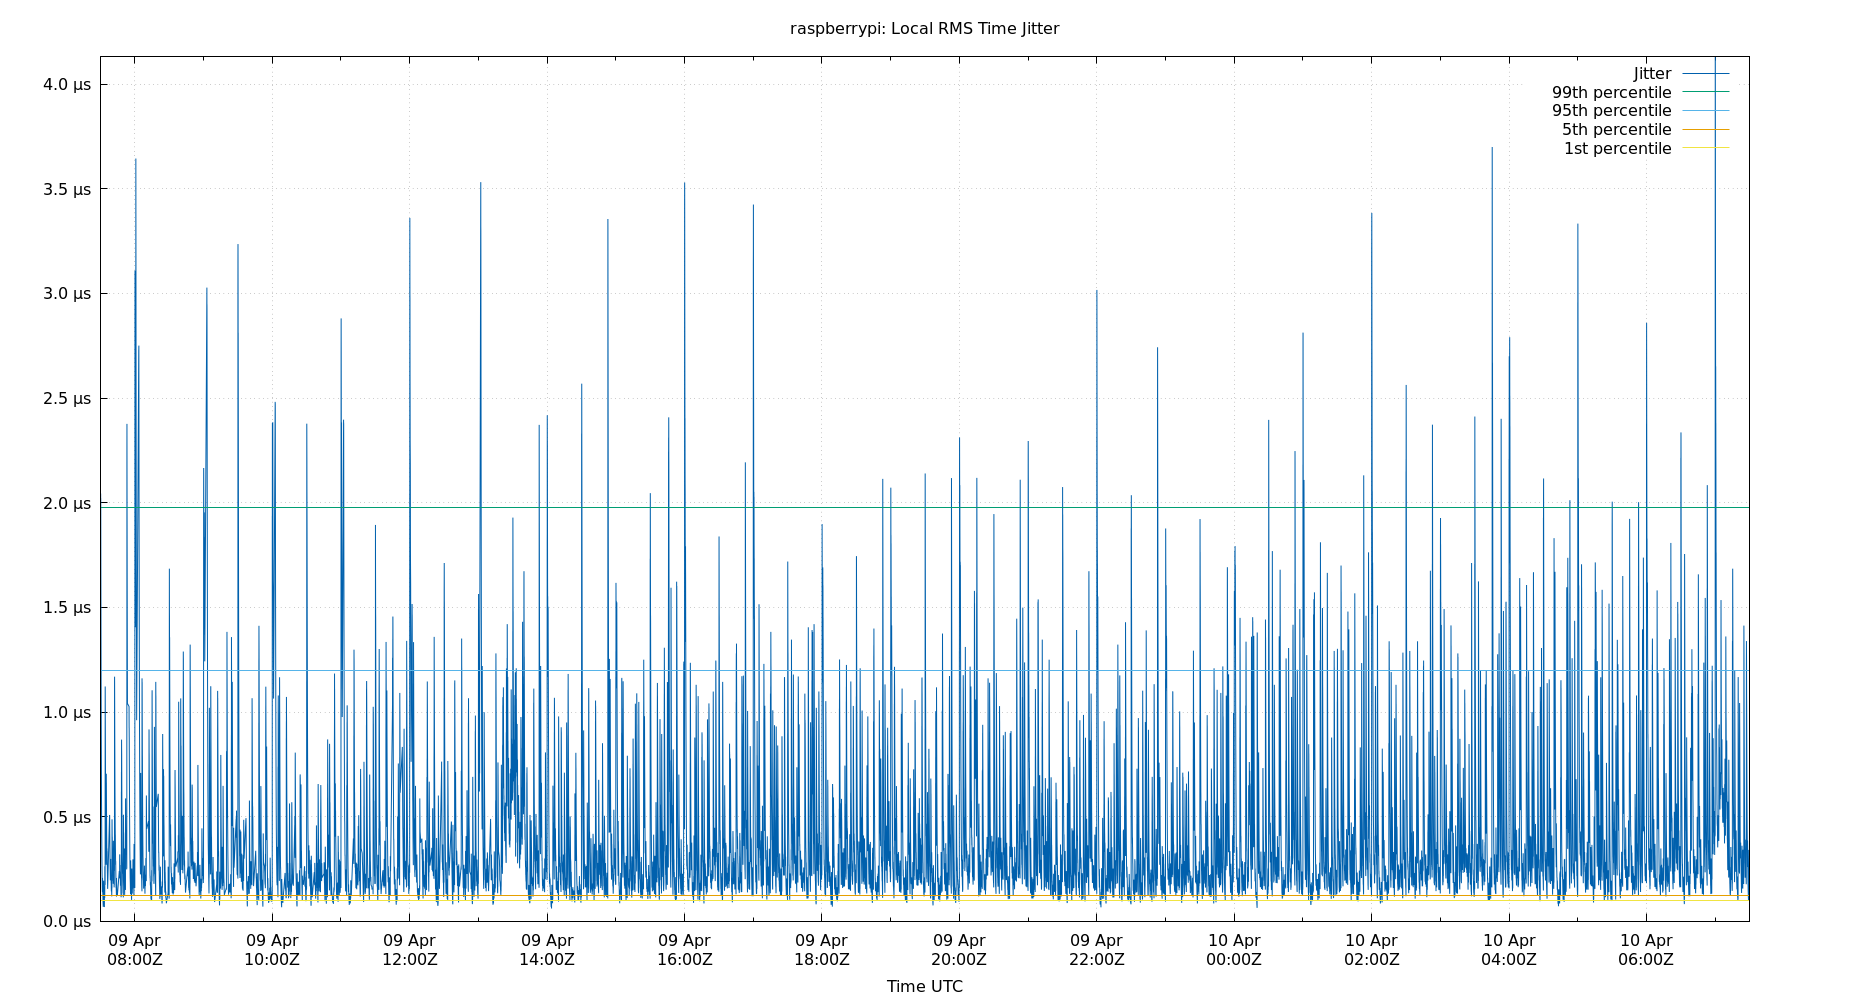 raspberrypi: Local RMS Time Jitter
4.0 µs
3.5 µs
3.0 µs
2.5 µs
2.0 µs
1.5 µs
1.0 µs
0.5 µs
0.0 µs
Jitter
99th percentile
95th percentile
5th percentile
1st percentile
09 Apr
08:00Z
09 Apr
10:00Z
09 Apr
12:00Z
09 Apr
14:00Z
09 Apr
16:00Z
09 Apr
18:00Z
09 Apr
20:00Z
09 Apr
22:00Z
10 Apr
00:00Z
10 Apr
02:00Z
10 Apr
04:00Z
10 Apr
06:00Z
Time UTC